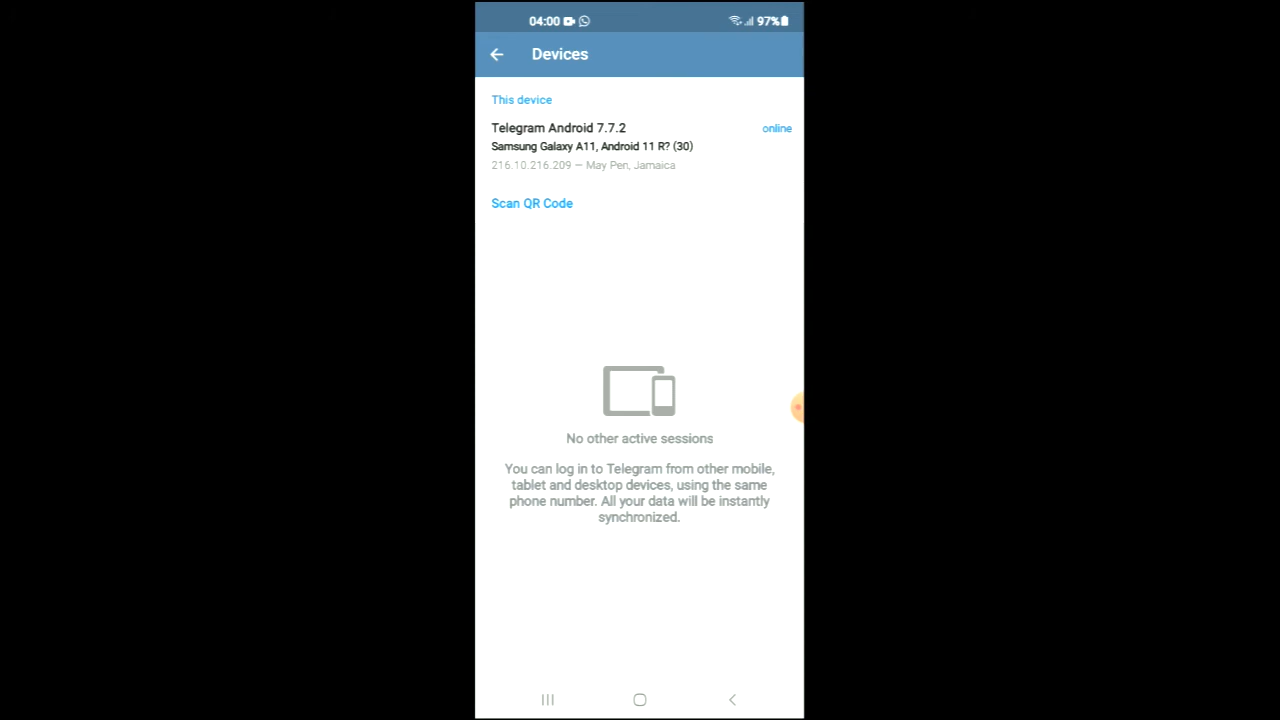 04:00 97%
Devices
This device
Telegram Android 7.7.2 online
Samsung Galaxy A11, Android 11 R? (30)
216.10.216.209 — May Pen, Jamaica
Scan QR Code
No other active sessions
You can log in to Telegram from other mobile,
tablet and desktop devices, using the same
phone number. All your data will be instantly
synchronized.